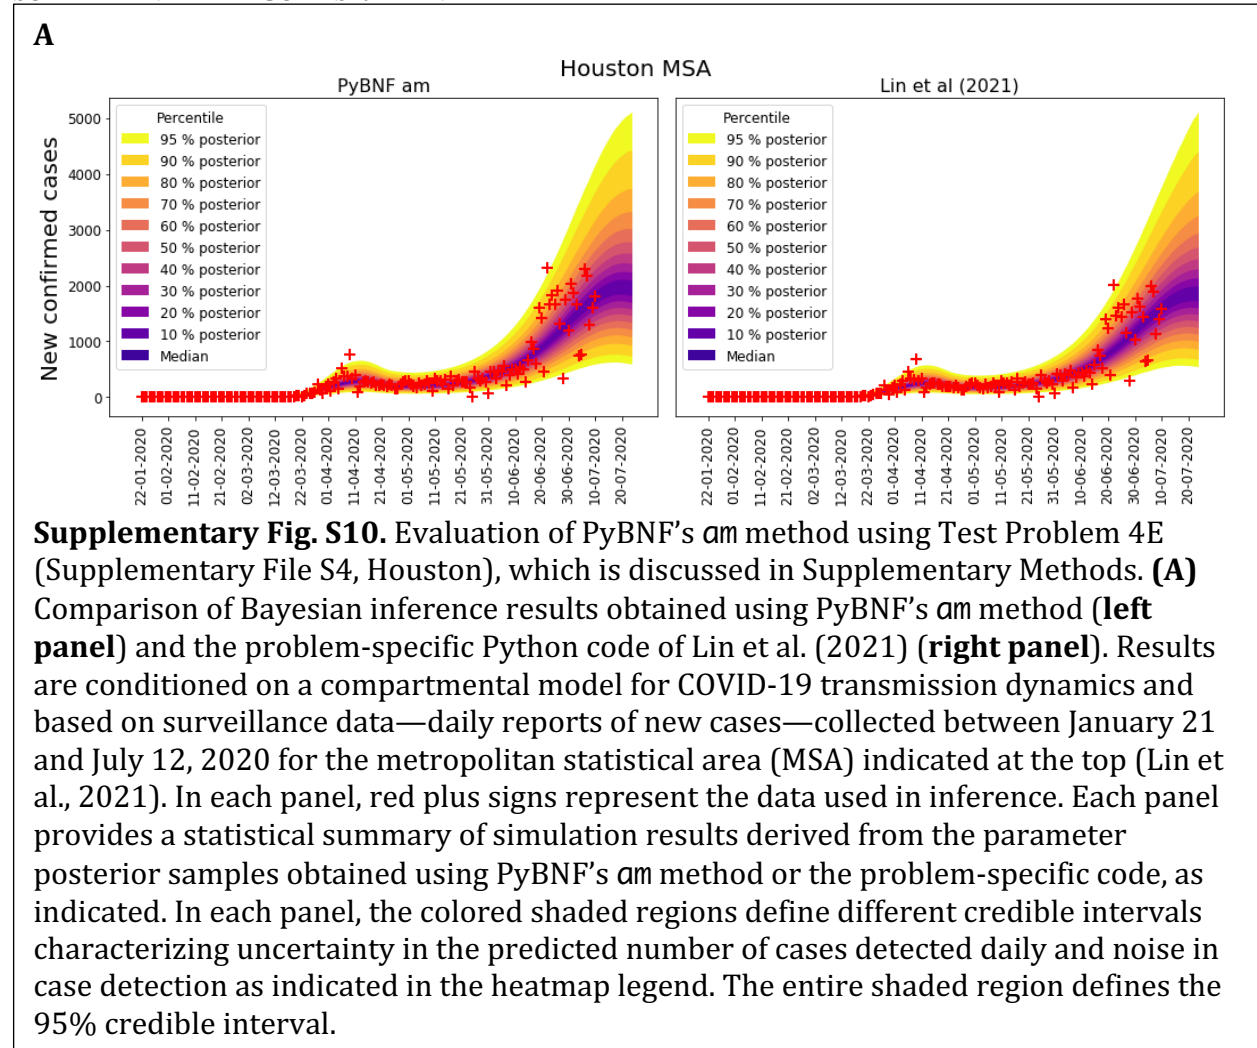 A
Houston MSA
PyBNF am
Lin et al (2021)
New confirmed cases
5000
4000
3000
2000
1000
0
Percentile
95 % posterior
90 % posterior
80 % posterior
70 % posterior
60 % posterior
50 % posterior
40 % posterior
30 % posterior
20 % posterior
10 % posterior
Median
Percentile
95 % posterior
90 % posterior
80 % posterior
70 % posterior
60 % posterior
50 % posterior
40 % posterior
30 % posterior
20 % posterior
10 % posterior
Median
22-01-2020
01-02-2020
11-02-2020
21-02-2020
02-03-2020
12-03-2020
22-03-2020
01-04-2020
11-04-2020
21-04-2020
01-05-2020
11-05-2020
21-05-2020
31-05-2020
10-06-2020
20-06-2020
30-06-2020
10-07-2020
20-07-2020
22-01-2020
01-02-2020
11-02-2020
21-02-2020
02-03-2020
12-03-2020
22-03-2020
01-04-2020
11-04-2020
21-04-2020
01-05-2020
11-05-2020
21-05-2020
31-05-2020
10-06-2020
20-06-2020
30-06-2020
10-07-2020
20-07-2020
Supplementary Fig. S10. Evaluation of PyBNF’s am method using Test Problem 4E
(Supplementary File S4, Houston), which is discussed in Supplementary Methods. (A)
Comparison of Bayesian inference results obtained using PyBNF’s am method (left
panel) and the problem-specific Python code of Lin et al. (2021) (right panel). Results
are conditioned on a compartmental model for COVID-19 transmission dynamics and
based on surveillance data—daily reports of new cases—collected between January 21
and July 12, 2020 for the metropolitan statistical area (MSA) indicated at the top (Lin et
al., 2021). In each panel, red plus signs represent the data used in inference. Each panel
provides a statistical summary of simulation results derived from the parameter
posterior samples obtained using PyBNF’s am method or the problem-specific code, as
indicated. In each panel, the colored shaded regions define different credible intervals
characterizing uncertainty in the predicted number of cases detected daily and noise in
case detection as indicated in the heatmap legend. The entire shaded region defines the
95% credible interval.